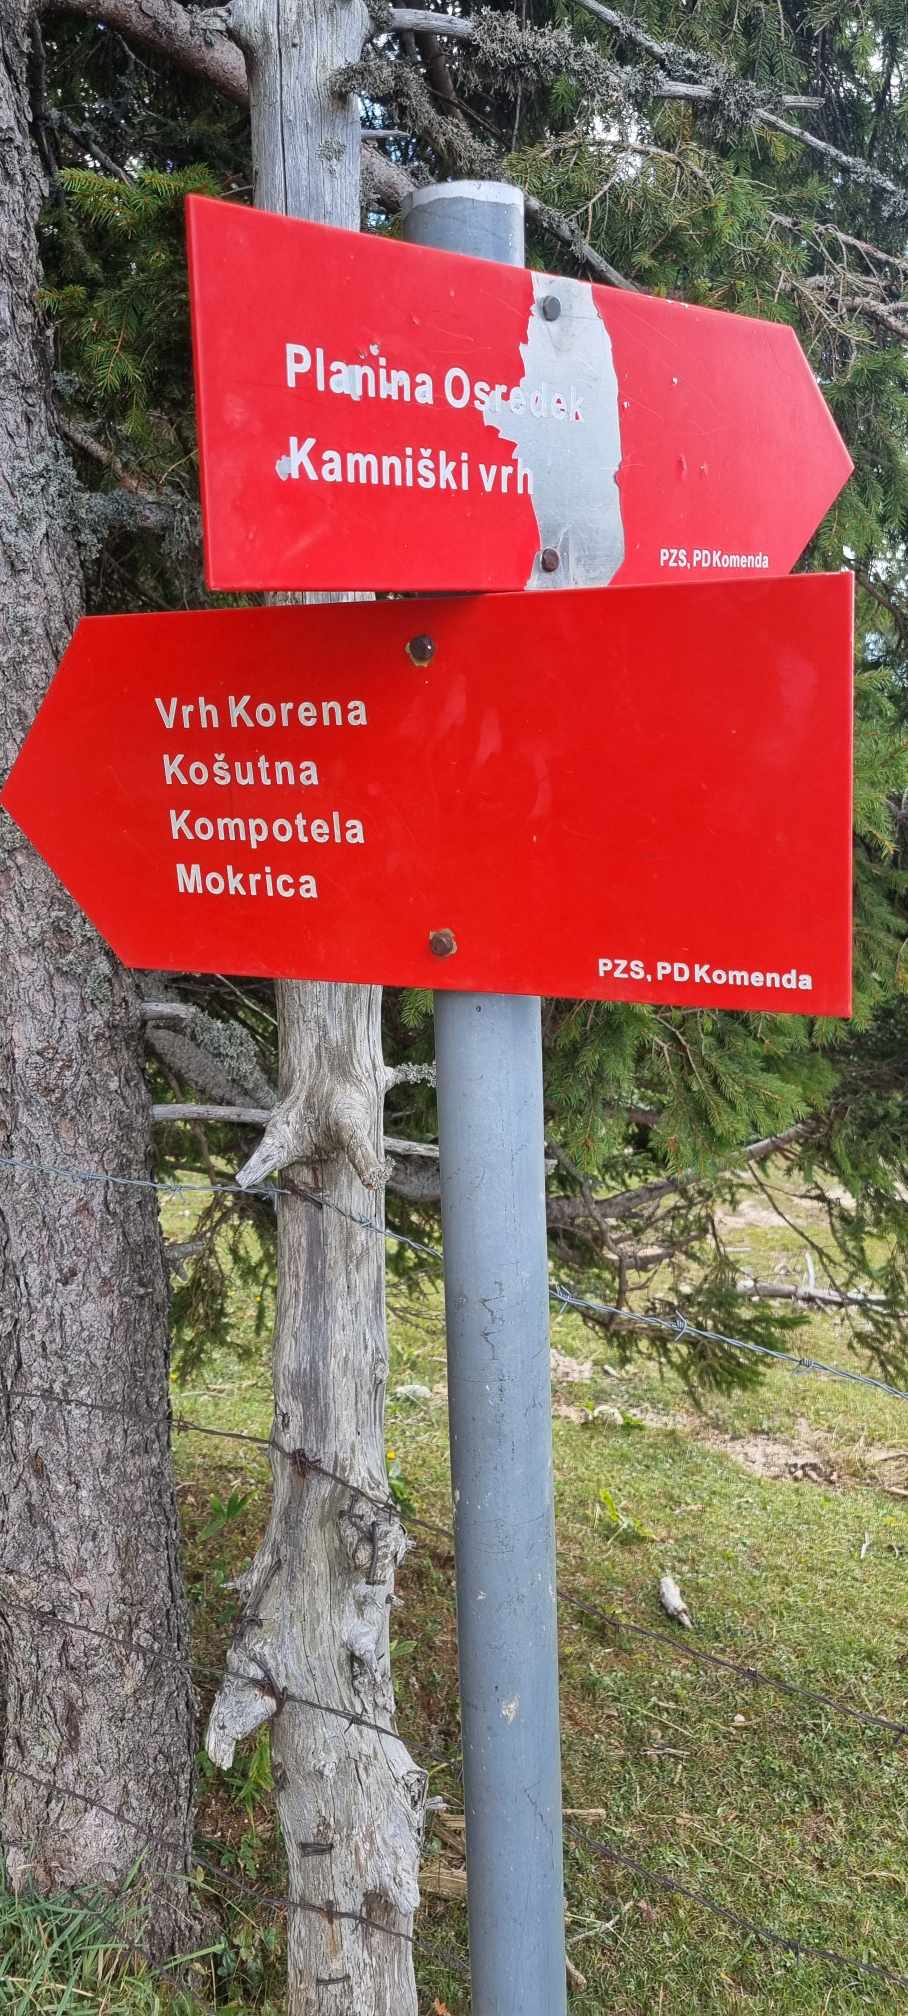 Planina Osredek
Kamniški vrh
PZS, PD Komenda
Vrh Korena
Košutna
Kompotela
Mokrica
PZS, PD Komenda